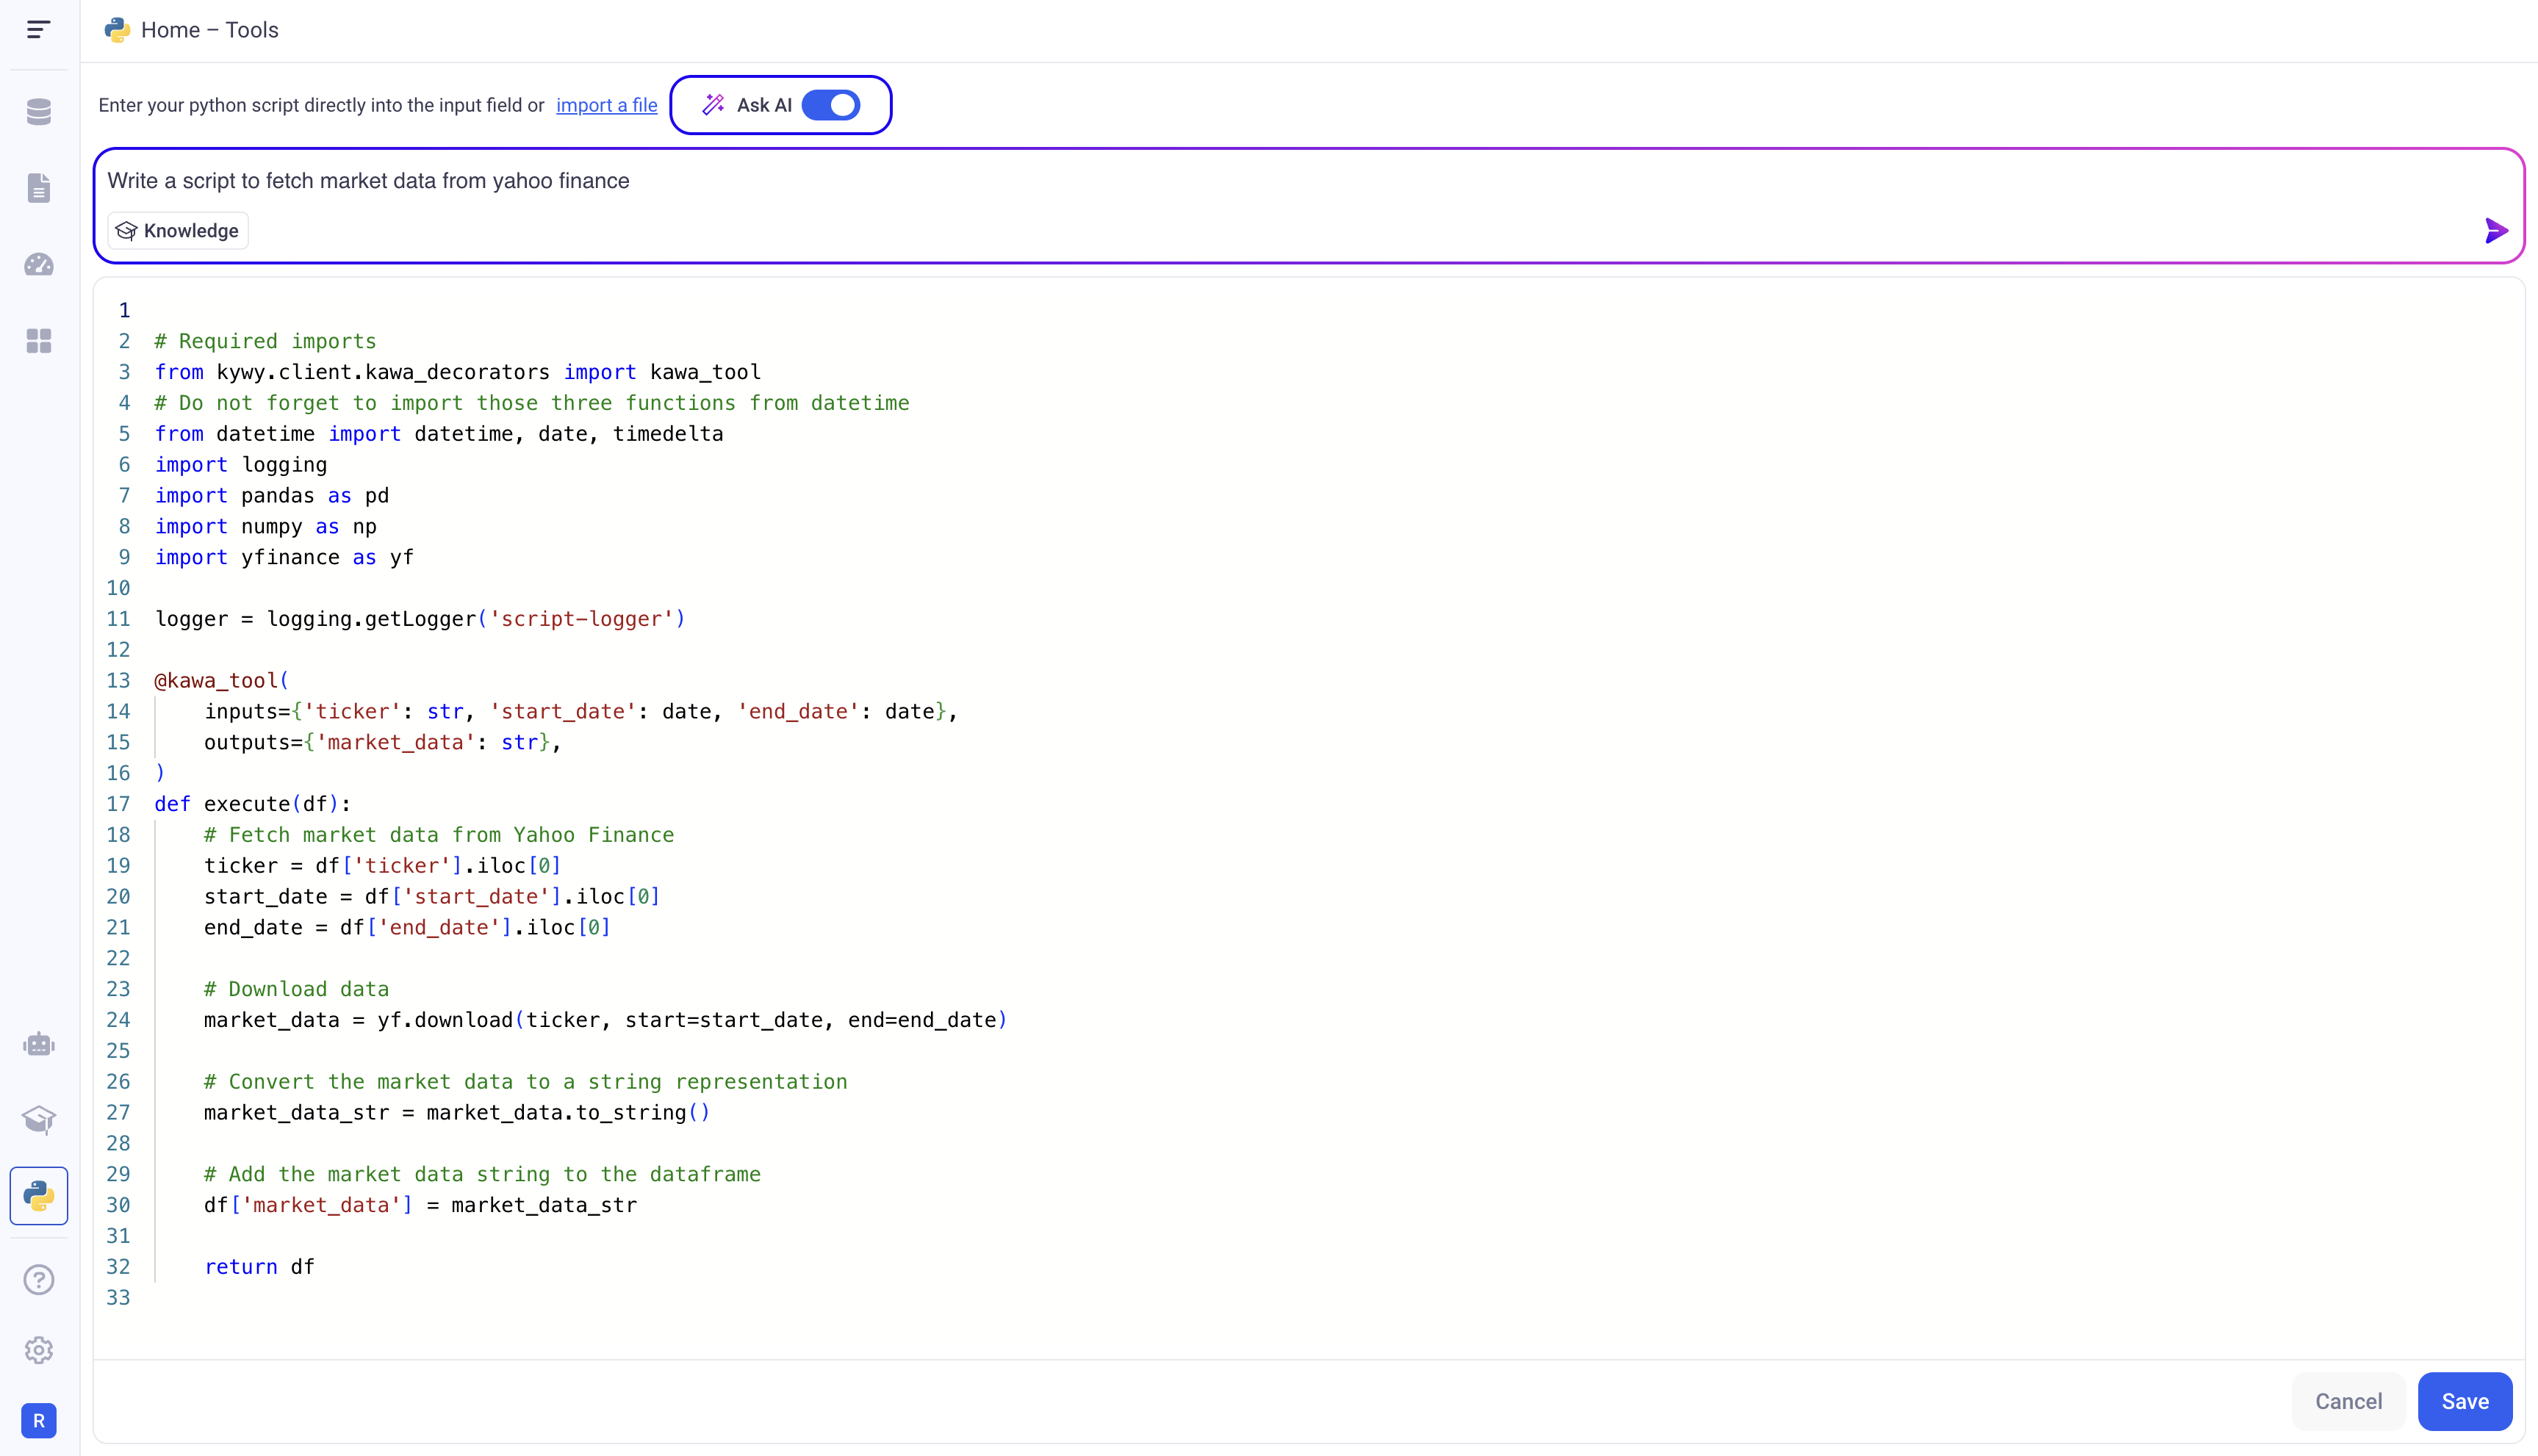 Home – Tools
Enter your python script directly into the input field or import a file Ask AI
Write a script to fetch market data from yahoo finance
Knowledge
1
2 # Required imports
3 from kywy.client.kawa_decorators import kawa_tool
4 # Do not forget to import those three functions from datetime
5 from datetime import datetime, date, timedelta
6 import logging
7 import pandas as pd
8 import numpy as np
9 import yfinance as yf
10
11 logger = logging.getLogger('script-logger')
12
13 @kawa_tool(
14     inputs={'ticker': str, 'start_date': date, 'end_date': date},
15     outputs={'market_data': str},
16 )
17 def execute(df):
18     # Fetch market data from Yahoo Finance
19     ticker = df['ticker'].iloc[0]
20     start_date = df['start_date'].iloc[0]
21     end_date = df['end_date'].iloc[0]
22
23     # Download data
24     market_data = yf.download(ticker, start=start_date, end=end_date)
25
26     # Convert the market data to a string representation
27     market_data_str = market_data.to_string()
28
29     # Add the market data string to the dataframe
30     df['market_data'] = market_data_str
31
32     return df
33
R
Cancel Save